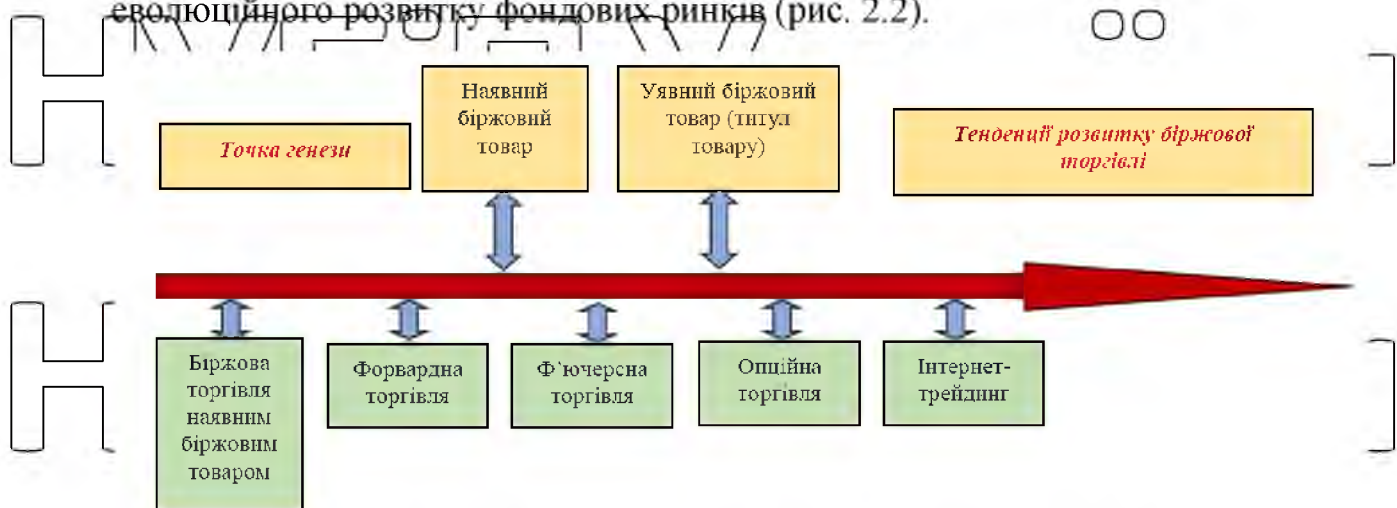 еволюційного розвитку фондових ринків (рис. 2.2).
Наявний
біржовий
товар
Уявний біржовий
товар (титул
товару)
Точка генези
Тенденції розвитку біржової
торгівлі
Біржова
торгівля
наявним
біржовим
товаром
Форвардна
торгівля
Ф`ючерсна
торгівля
Опційна
торгівля
Інтернет-
трейдинг